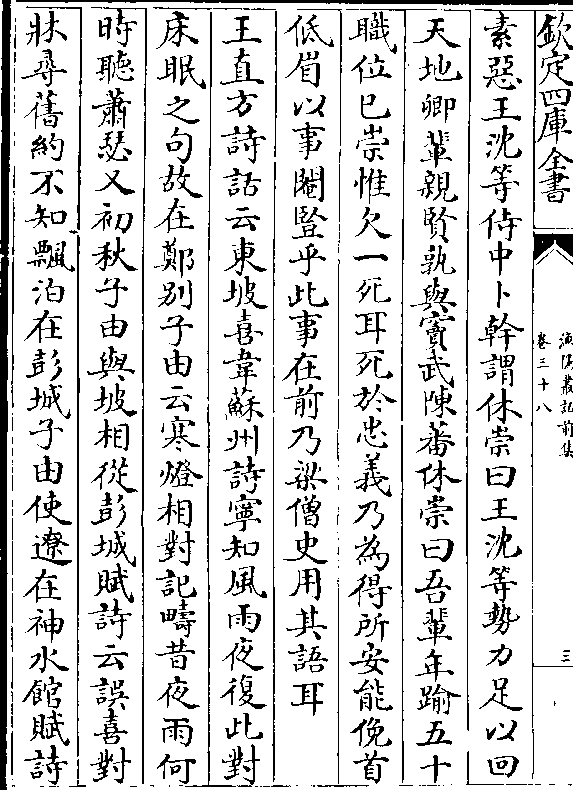 欽定四庫全書
漁隱叢話前集
卷三十八
三
素惡王沈等侍中卜幹謂休崇曰王沈等勢力足以回
天地卿輩親賢孰與竇武陳蕃休崇曰吾輩年踰五十
職位已崇惟欠一死耳死於忠義乃為得所安能俛首
低眉以事閹䜿乎此事在前乃梁僧史用其語耳
王直方詩話云東坡喜韋蘇州詩寧知風雨夜復此對
床眠之句故在鄭別子由云寒燈相對記疇昔夜雨何
時聽蕭瑟又初秋子由與坡相從彭城賦詩云誤喜對
牀尋舊約不知飄泊在彭城子由使遼在神水館賦詩